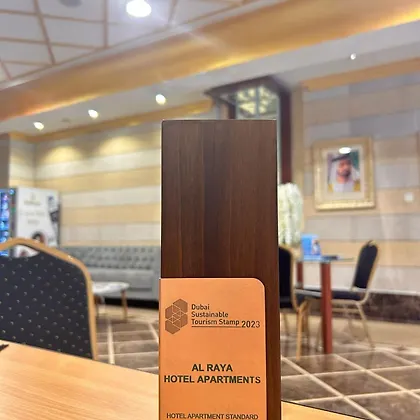 Dubai
Sustainable
Tourism Stamp 2023
AL RAYA
HOTEL APARTMENTS
HOTEL APARTMENT STANDARD